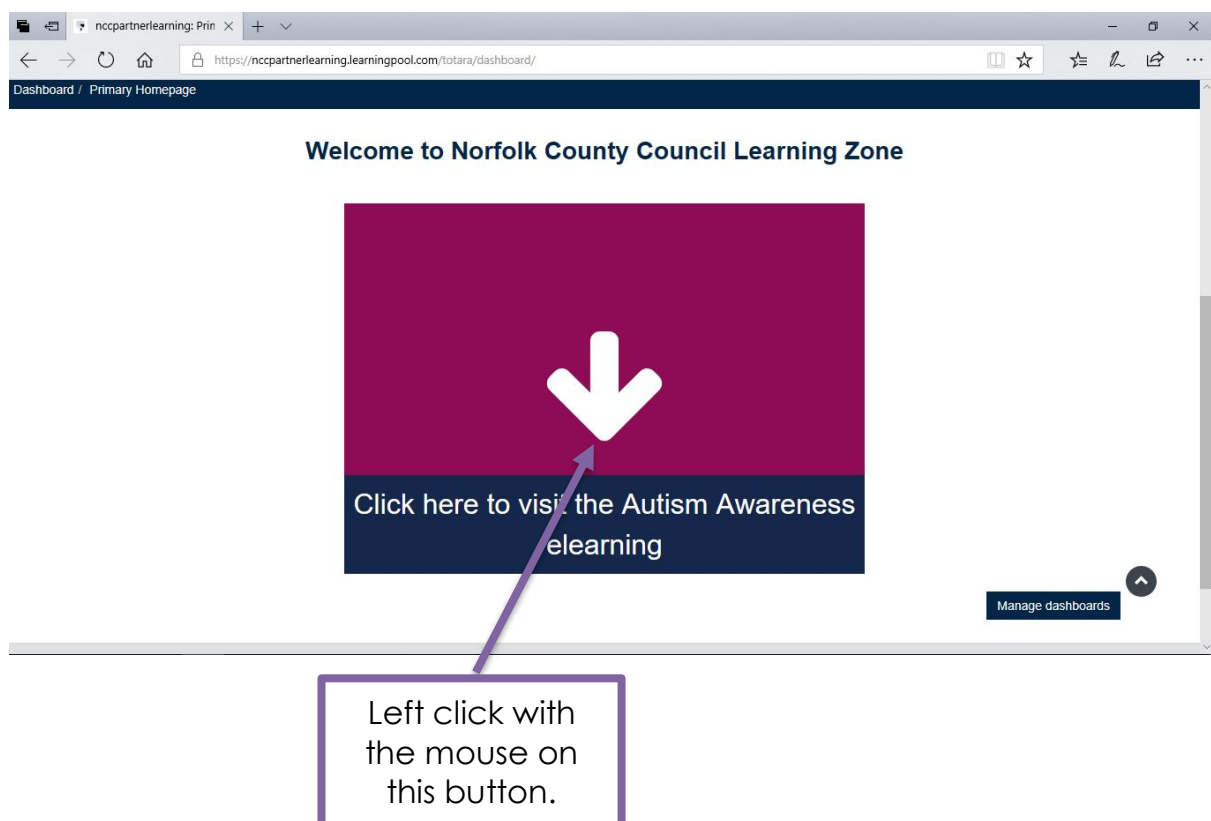 nccpartnerlearning: Prin
https://nccpartnerlearning.learningpool.com/totara/dashboard/
Dashboard / Primary Homepage
Welcome to Norfolk County Council Learning Zone
Click here to visit the Autism Awareness
elearning
Manage dashboards
Left click with
the mouse on
this button.